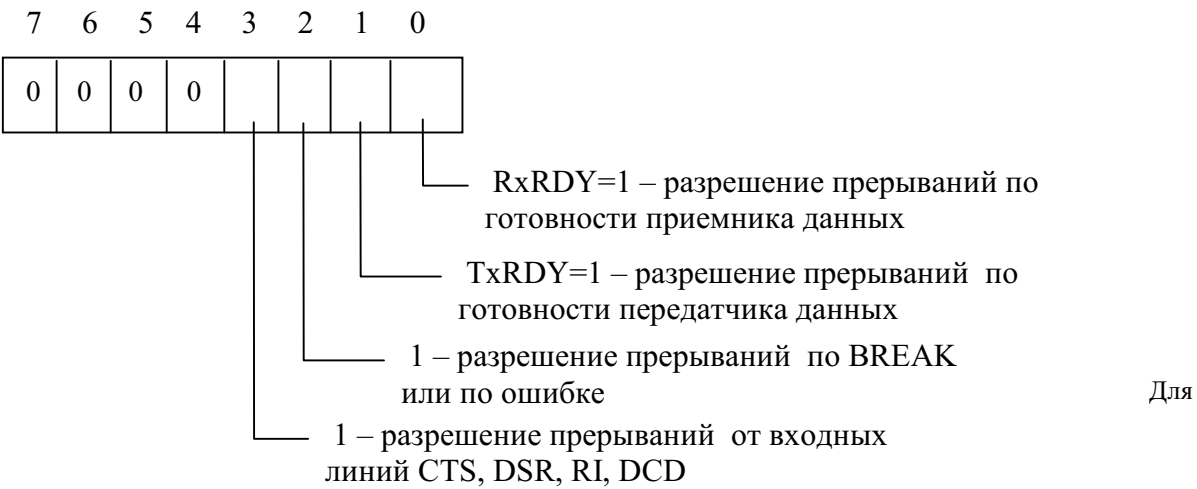 7 6 5 4 3 2 1 0
0 0 0 0
RxRDY=1 – разрешение прерываний по
готовности приемника данных
TxRDY=1 – разрешение прерываний по
готовности передатчика данных
1 – разрешение прерываний по BREAK
или по ошибке
Для
1 – разрешение прерываний от входных
линий CTS, DSR, RI, DCD